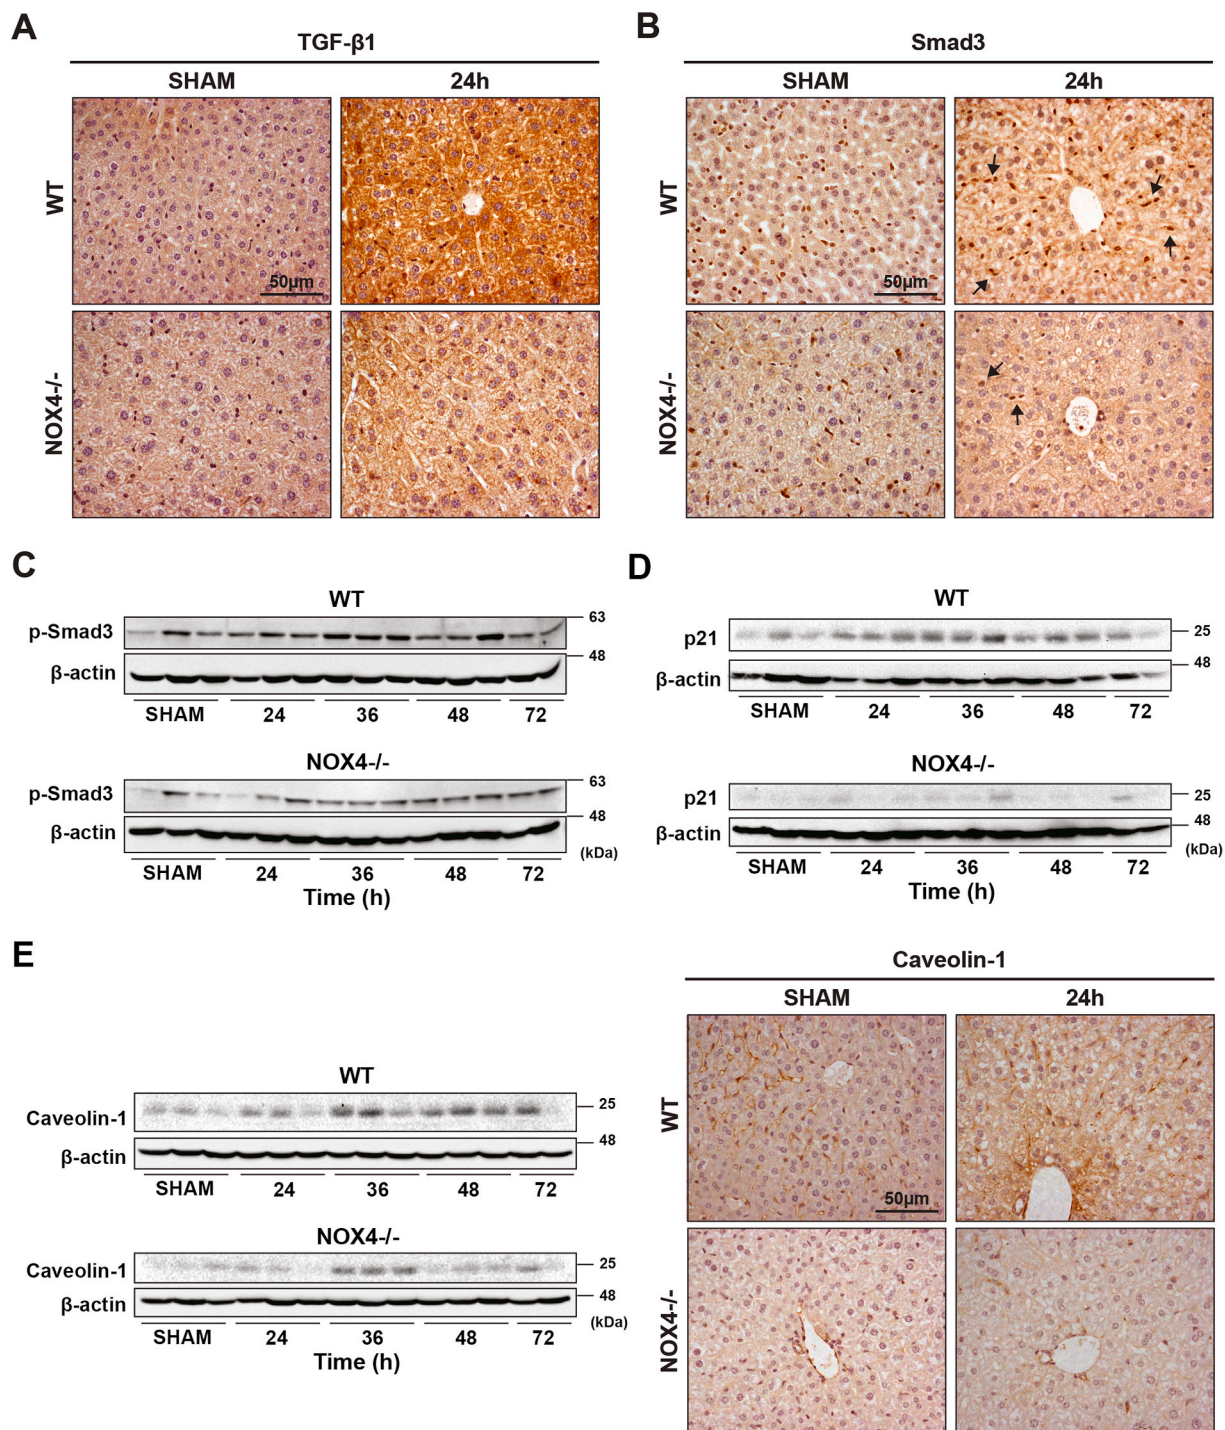 A
TGF-β1
SHAM
24h
WT
50µm
NOX4-/-
B
Smad3
SHAM
24h
WT
50µm
NOX4-/-
C
WT
p-Smad3
63
48
β-actin
SHAM 24 36 48 72
NOX4-/-
p-Smad3
63
48
β-actin
(kDa)
SHAM 24 36 48 72
Time (h)
D
WT
p21
25
48
β-actin
SHAM 24 36 48 72
NOX4-/-
p21
25
48
β-actin
(kDa)
SHAM 24 36 48 72
Time (h)
E
WT
Caveolin-1
25
48
β-actin
SHAM 24 36 48 72
NOX4-/-
Caveolin-1
25
48
β-actin
(kDa)
SHAM 24 36 48 72
Time (h)
Caveolin-1
SHAM
24h
WT
50µm
NOX4-/-